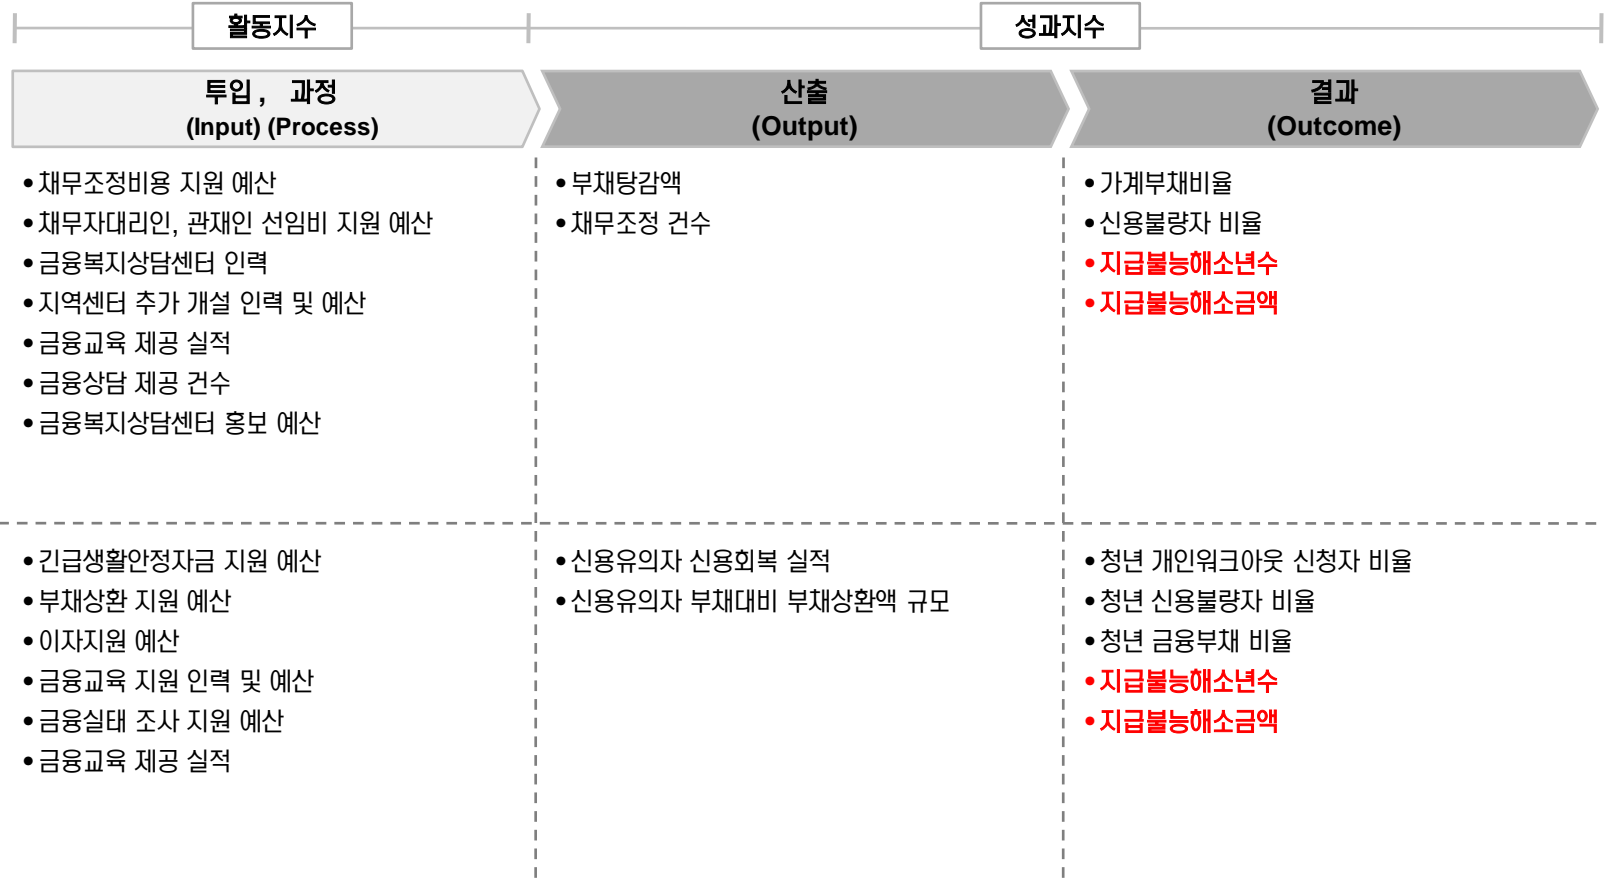 활동지수
성과지수
투입 , 과정
(Input) (Process)
산출
(Output)
결과
(Outcome)
•채무조정비용 지원 예산
•채무자대리인, 관재인 선임비 지원 예산
•금융복지상담센터 인력
•지역센터 추가 개설 인력 및 예산
•금융교육 제공 실적
•금융상담 제공 건수
•금융복지상담센터 홍보 예산
•부채탕감액
•채무조정 건수
•가계부채비율
•신용불량자 비율
•지급불능해소년수
•지급불능해소금액
•긴급생활안정자금 지원 예산
•부채상환 지원 예산
•이자지원 예산
•금융교육 지원 인력 및 예산
•금융실태 조사 지원 예산
•금융교육 제공 실적
•신용유의자 신용회복 실적
•신용유의자 부채대비 부채상환액 규모
•청년 개인워크아웃 신청자 비율
•청년 신용불량자 비율
•청년 금융부채 비율
•지급불능해소년수
•지급불능해소금액